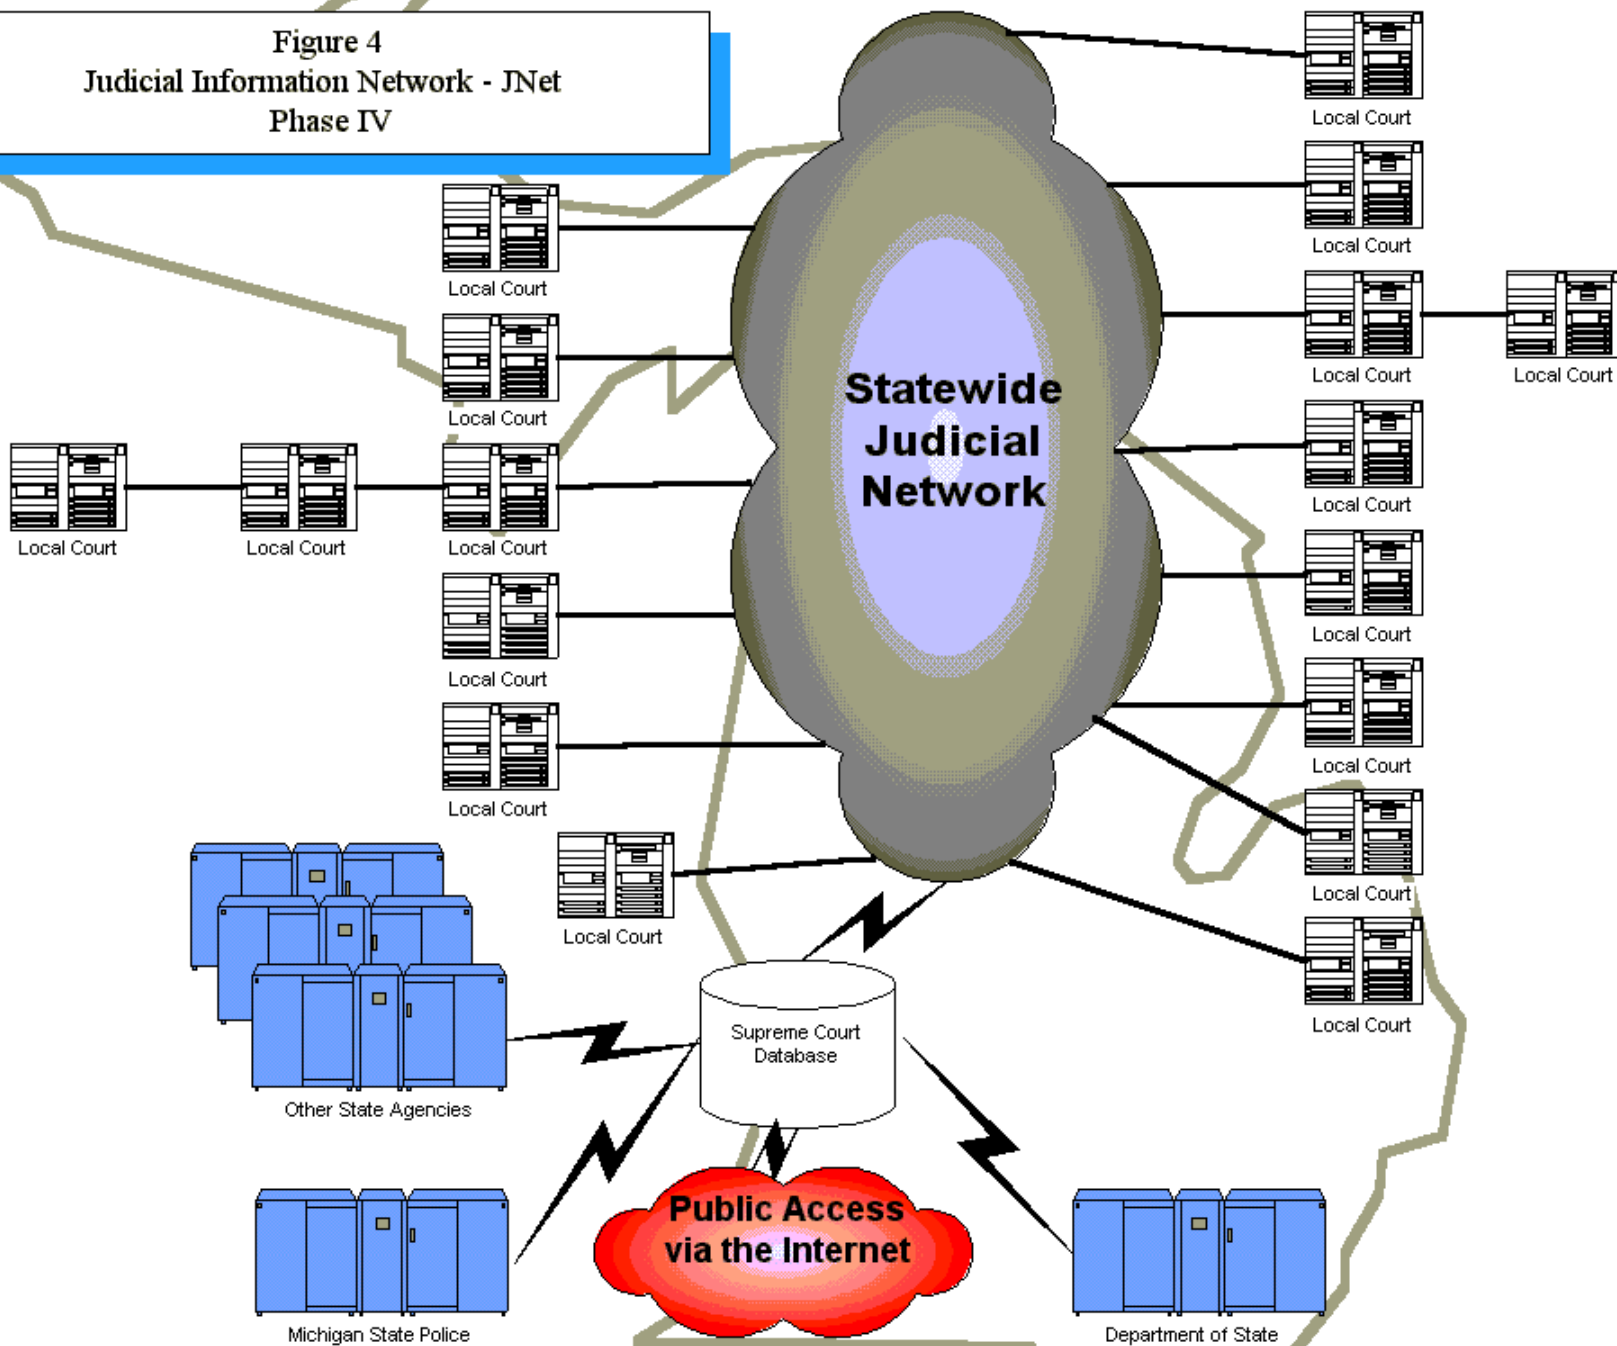 Figure 4
Judicial Information Network - JNet
Phase IV
Local Court
Local Court
Local Court
Local Court
Local Court
Local Court
Local Court
Local Court
Statewide
Judicial
Network
Local Court
Local Court
Local Court
Local Court
Local Court
Local Court
Local Court
Local Court
Local Court
Supreme Court
Database
Other State Agencies
Michigan State Police
Public Access
via the Internet
Department of State